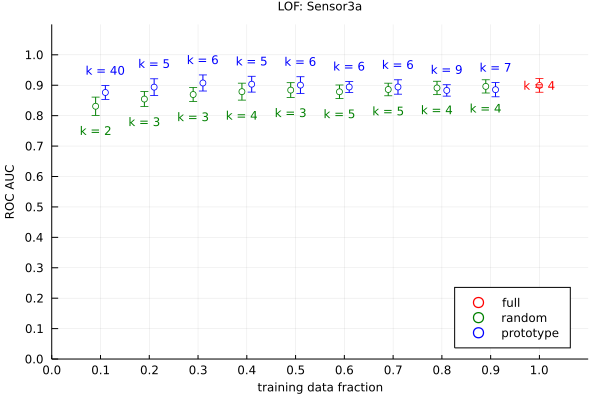 LOF: Sensor3a
ROC AUC
1.0
0.9
0.8
0.7
0.6
0.5
0.4
0.3
0.2
0.1
0.0
k = 40
k = 5
k = 6
k = 5
k = 6
k = 6
k = 6
k = 9
k = 7
k = 4
k = 2
k = 3
k = 3
k = 4
k = 3
k = 5
k = 5
k = 4
k = 4
full
random
prototype
0.0 0.1 0.2 0.3 0.4 0.5 0.6 0.7 0.8 0.9 1.0
training data fraction